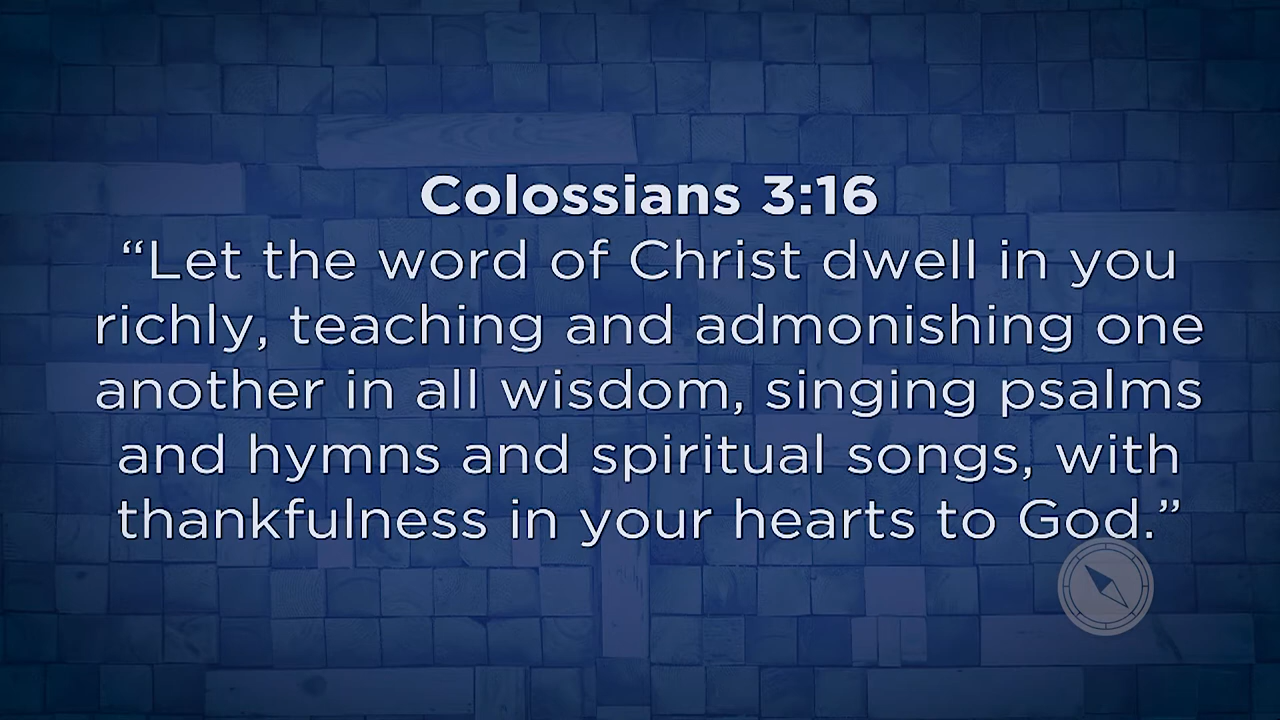 Colossians 3:16
“Let the word of Christ dwell in you
richly, teaching and admonishing one
another in all wisdom, singing psalms
and hymns and spiritual songs, with
thankfulness in your hearts to God.”